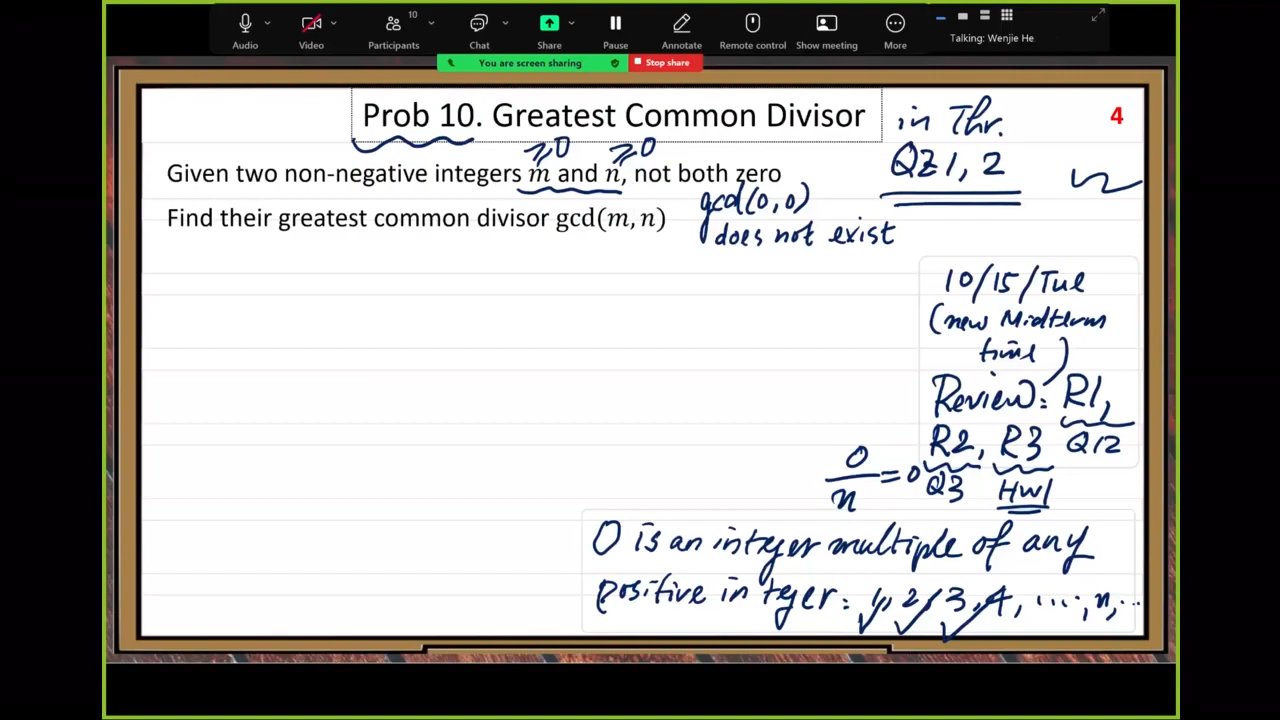 10
Audio
Video
Participants
Chat
Share
Pause
Annotate
Remote control
Show meeting
More
Talking: Wenjie He
You are screen sharing
Stop share
Prob 10. Greatest Common Divisor
in Thr.
QZ1, 2
4
≥0 ≥0
Given two non-negative integers m and n, not both zero
gcd(0,0)
does not exist
Find their greatest common divisor gcd(m, n)
10/15/Tue
(new Midterm
time)
Review: R1,
Q12
R2, R3
Q3 HW1
0/n = 0
0 is an integer multiple of any
positive integer: 1, 2, 3, 4, ..., n, ...